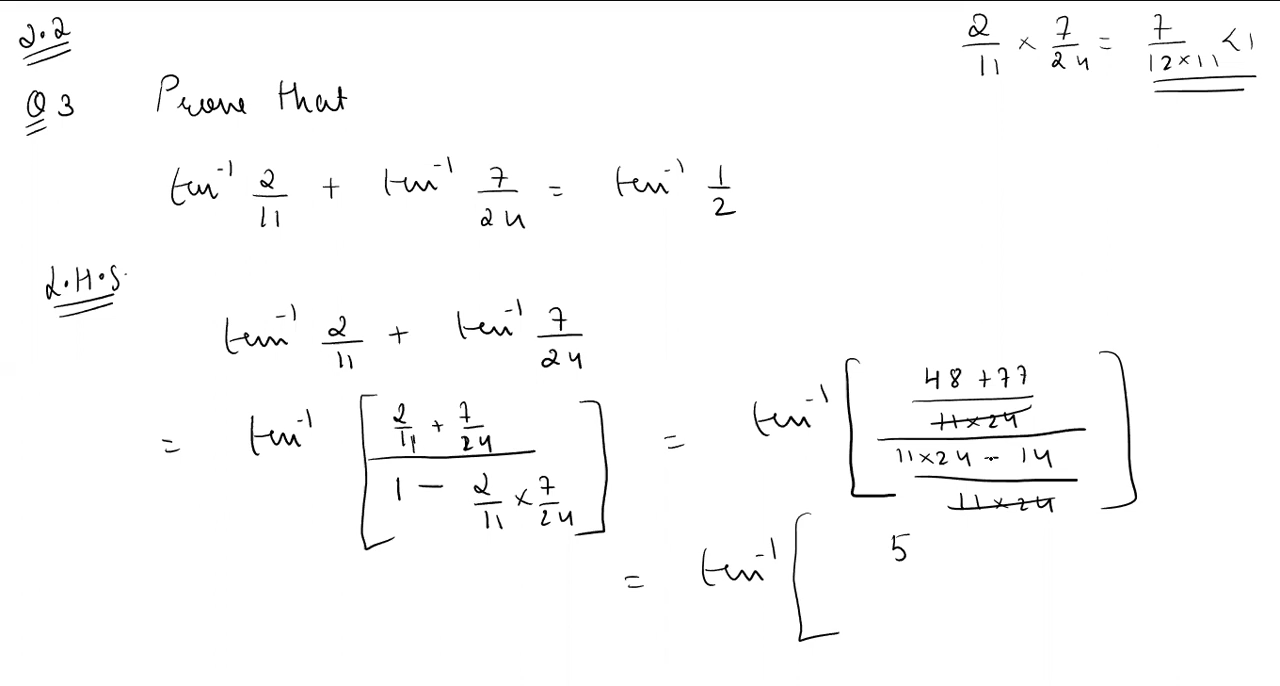 2.2
2/11 × 7/24 = 7/(12×11) < 1
Q 3 Prove that
tan⁻¹ 2/11 + tan⁻¹ 7/24 = tan⁻¹ 1/2
L.H.S.
tan⁻¹ 2/11 + tan⁻¹ 7/24
= tan⁻¹ [ (2/11 + 7/24) / (1 − 2/11 × 7/24) ] = tan⁻¹ [ ((48+77)/(11×24)) / ((11×24 − 14)/(11×24)) ]
= tan⁻¹ [ 5